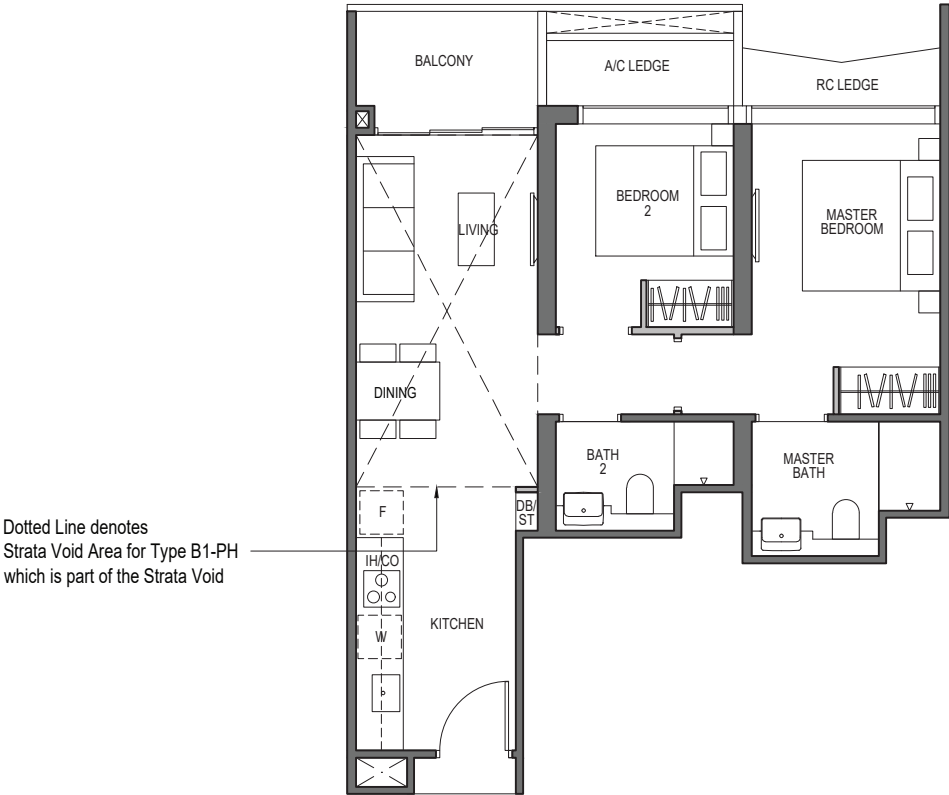 BALCONY
A/C LEDGE
RC LEDGE
BEDROOM
2
MASTER
BEDROOM
LIVING
DINING
BATH
2
MASTER
BATH
F
DB/
ST
Dotted Line denotes
Strata Void Area for Type B1-PH
which is part of the Strata Void
IH/CO
KITCHEN
W